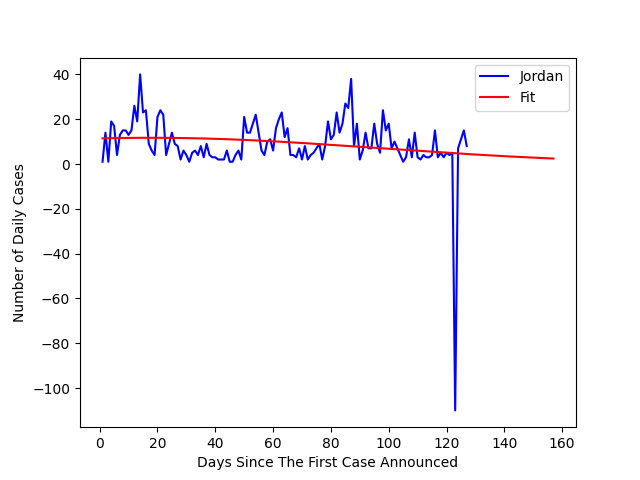 Jordan
Fit
40
20
0
−20
−40
−60
−80
−100
Number of Daily Cases
0 20 40 60 80 100 120 140 160
Days Since The First Case Announced